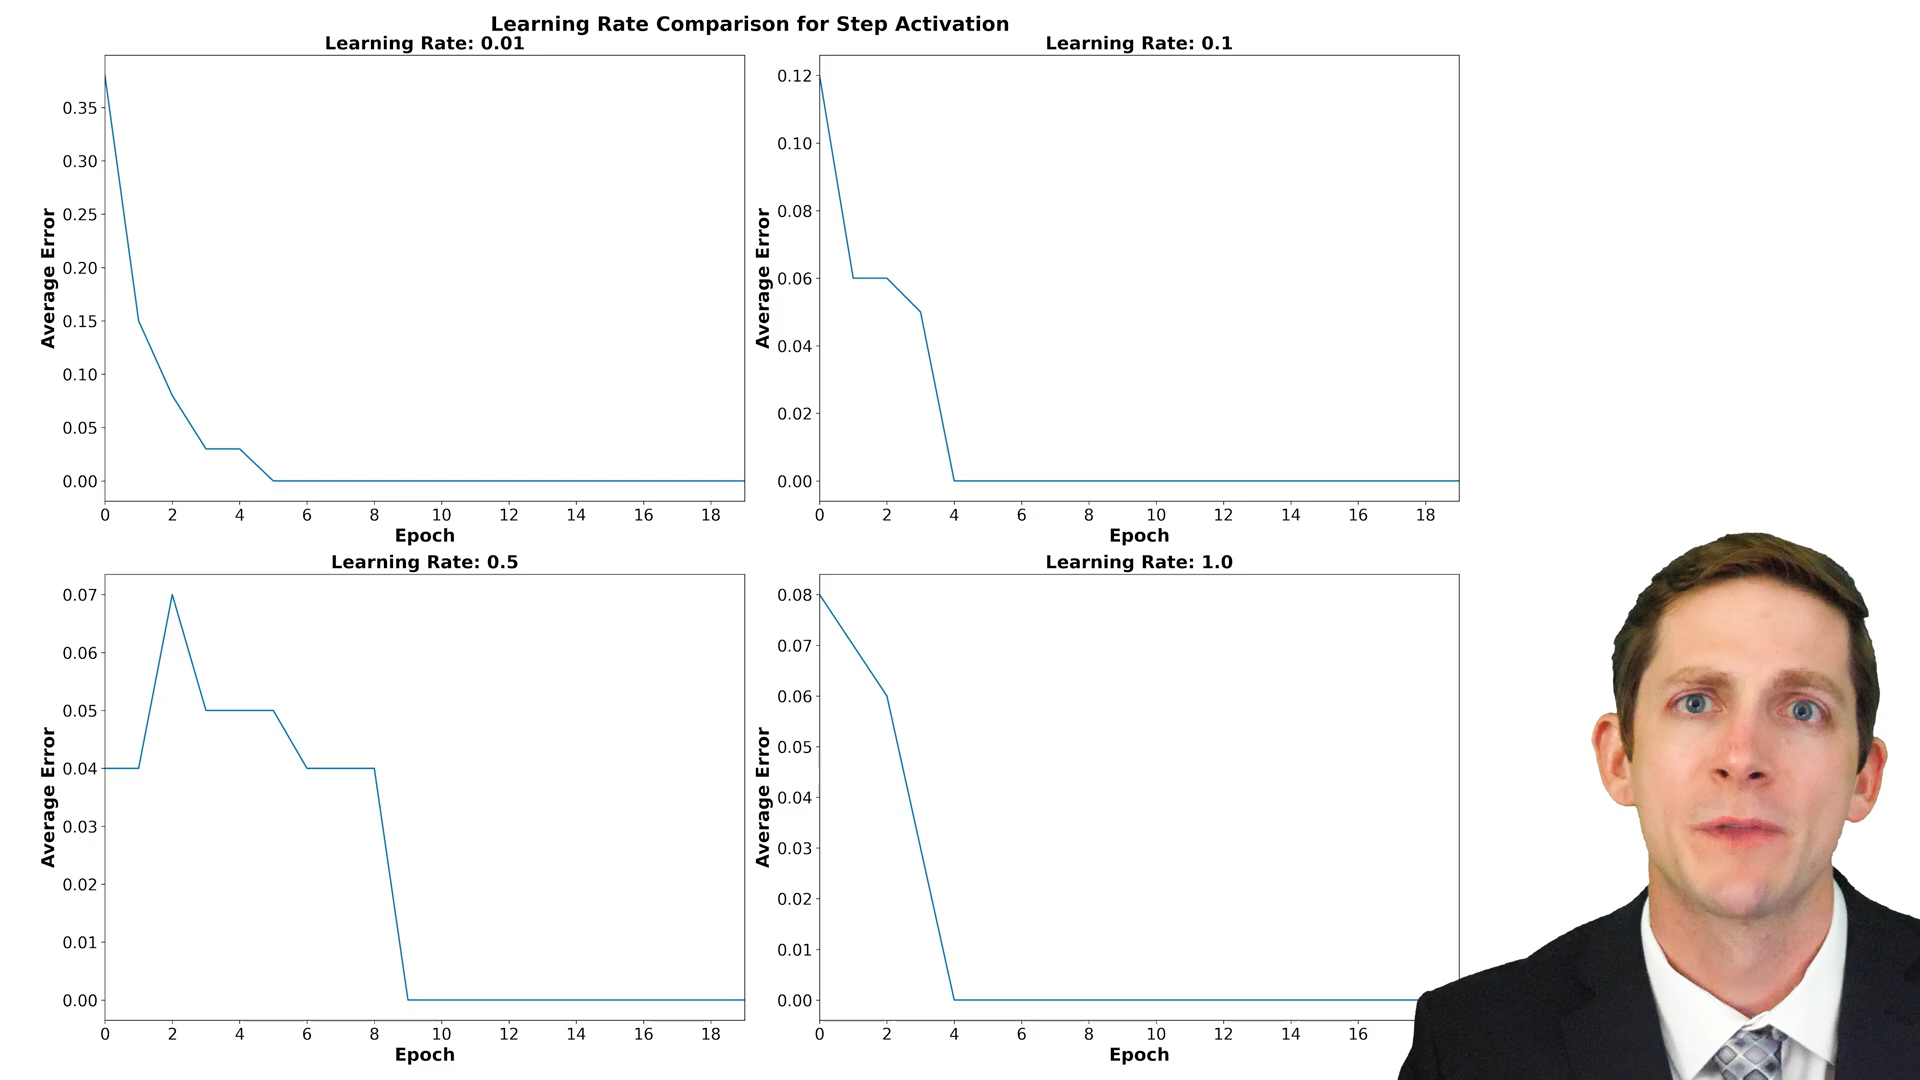 Learning Rate Comparison for Step Activation
Learning Rate: 0.01
0.35
0.30
0.25
0.20
0.15
0.10
0.05
0.00
Average Error
0 2 4 6 8 10 12 14 16 18
Epoch
Learning Rate: 0.1
0.12
0.10
0.08
0.06
0.04
0.02
0.00
Average Error
0 2 4 6 8 10 12 14 16 18
Epoch
Learning Rate: 0.5
0.07
0.06
0.05
0.04
0.03
0.02
0.01
0.00
Average Error
0 2 4 6 8 10 12 14 16 18
Epoch
Learning Rate: 1.0
0.08
0.07
0.06
0.05
0.04
0.03
0.02
0.01
0.00
Average Error
0 2 4 6 8 10 12 14 16
Epoch